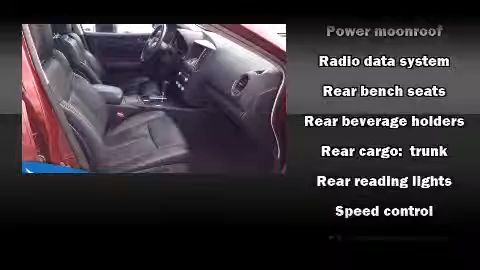 Power moonroof
Radio data system
Rear bench seats
Rear beverage holders
Rear cargo: trunk
Rear reading lights
Speed control